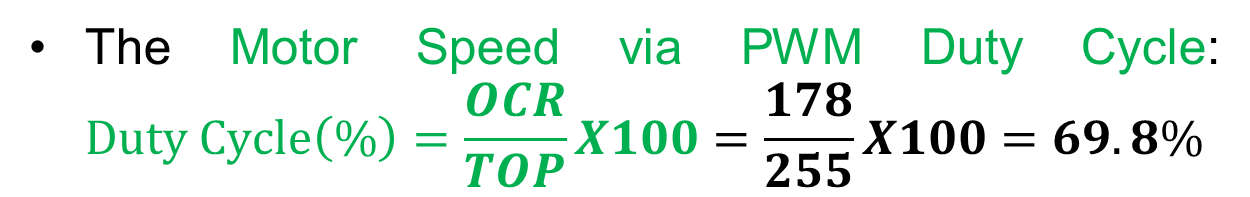 • The Motor Speed via PWM Duty Cycle:
Duty Cycle(%) = OCR/TOP X100 = 178/255 X100 = 69.8%